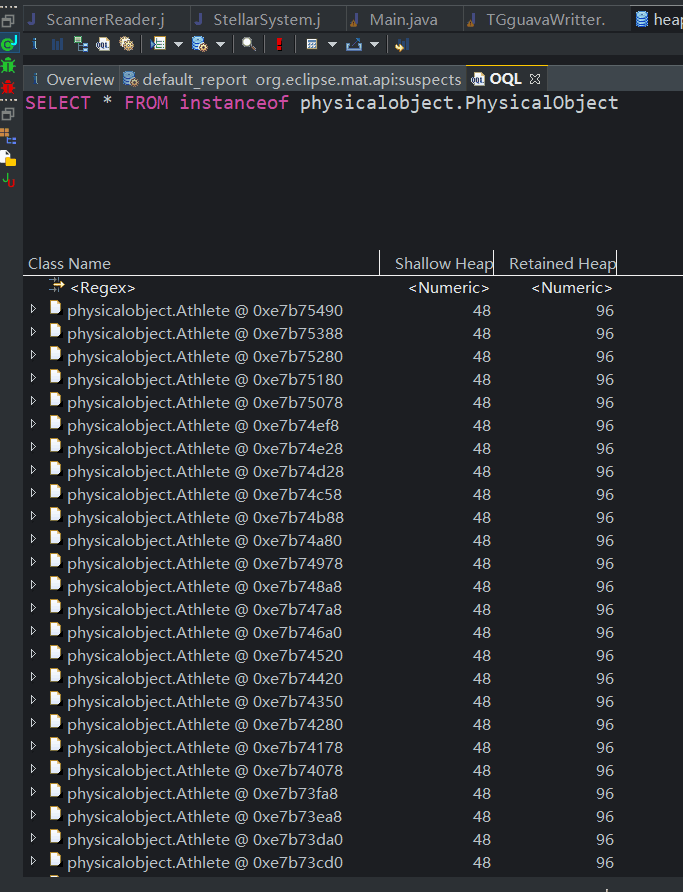 ScannerReader.j StellarSystem.j Main.java TGguavaWritter. heap
i Overview default_report org.eclipse.mat.api:suspects OQL
SELECT * FROM instanceof physicalobject.PhysicalObject
Class Name Shallow Heap Retained Heap
<Regex> <Numeric> <Numeric>
physicalobject.Athlete @ 0xe7b75490 48 96
physicalobject.Athlete @ 0xe7b75388 48 96
physicalobject.Athlete @ 0xe7b75280 48 96
physicalobject.Athlete @ 0xe7b75180 48 96
physicalobject.Athlete @ 0xe7b75078 48 96
physicalobject.Athlete @ 0xe7b74ef8 48 96
physicalobject.Athlete @ 0xe7b74e28 48 96
physicalobject.Athlete @ 0xe7b74d28 48 96
physicalobject.Athlete @ 0xe7b74c58 48 96
physicalobject.Athlete @ 0xe7b74b88 48 96
physicalobject.Athlete @ 0xe7b74a80 48 96
physicalobject.Athlete @ 0xe7b74978 48 96
physicalobject.Athlete @ 0xe7b748a8 48 96
physicalobject.Athlete @ 0xe7b747a8 48 96
physicalobject.Athlete @ 0xe7b746a0 48 96
physicalobject.Athlete @ 0xe7b74520 48 96
physicalobject.Athlete @ 0xe7b74420 48 96
physicalobject.Athlete @ 0xe7b74350 48 96
physicalobject.Athlete @ 0xe7b74280 48 96
physicalobject.Athlete @ 0xe7b74178 48 96
physicalobject.Athlete @ 0xe7b74078 48 96
physicalobject.Athlete @ 0xe7b73fa8 48 96
physicalobject.Athlete @ 0xe7b73ea8 48 96
physicalobject.Athlete @ 0xe7b73da0 48 96
physicalobject.Athlete @ 0xe7b73cd0 48 96